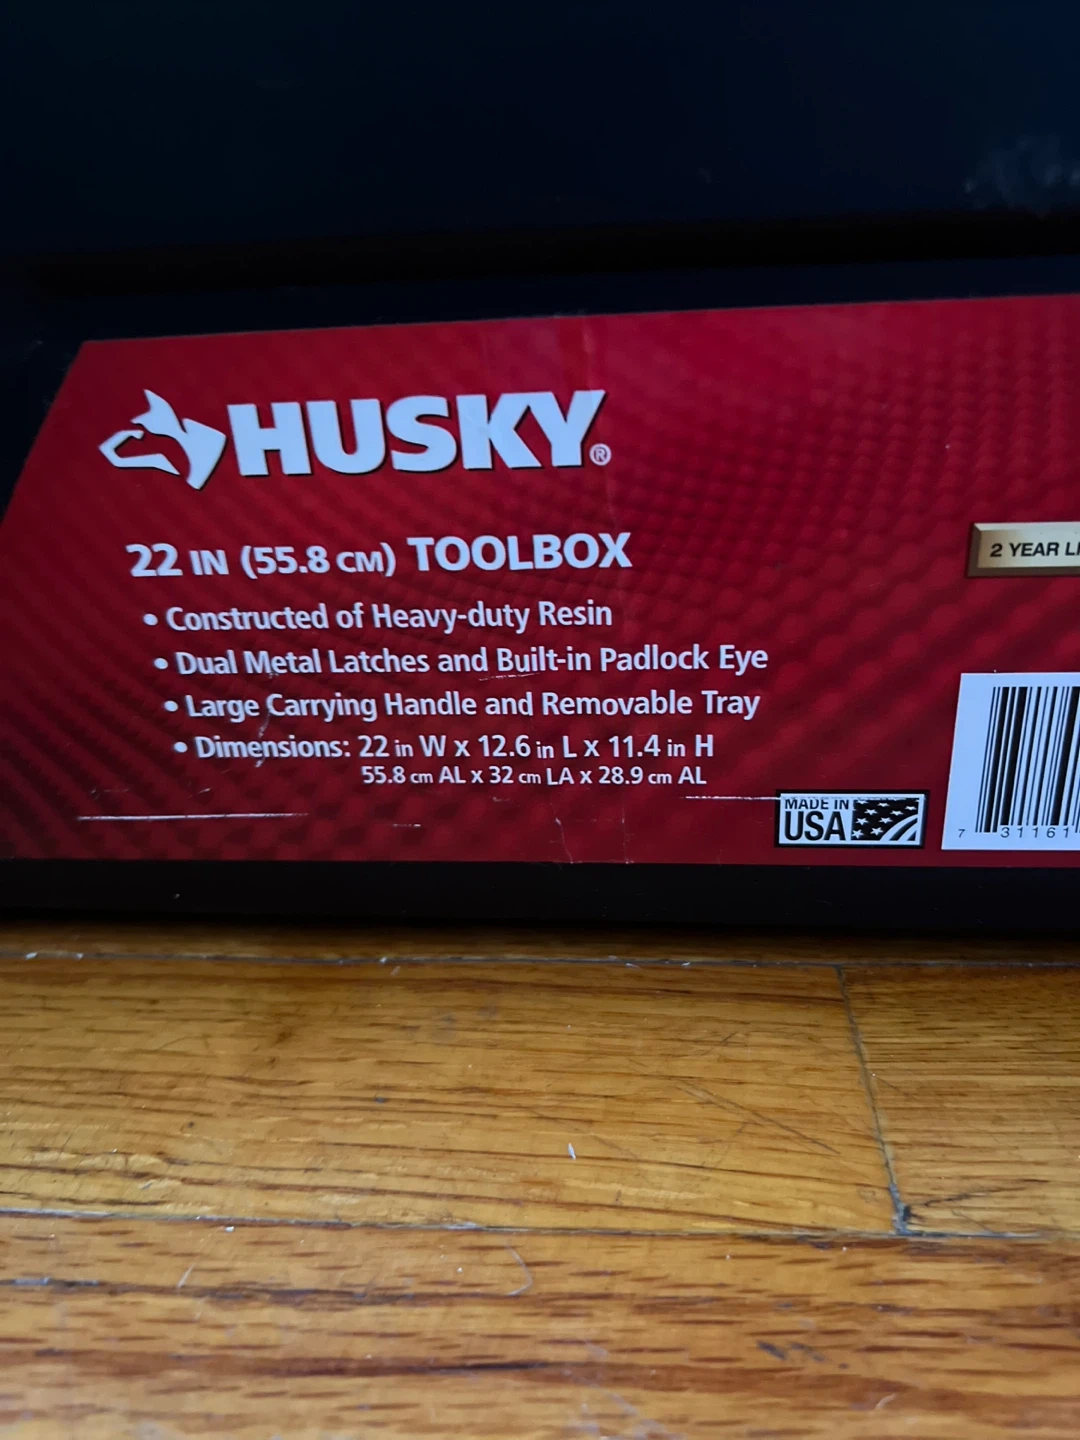 HUSKY®
22 IN (55.8 CM) TOOLBOX
• Constructed of Heavy-duty Resin
• Dual Metal Latches and Built-in Padlock Eye
• Large Carrying Handle and Removable Tray
• Dimensions: 22 in W x 12.6 in L x 11.4 in H
55.8 cm AL x 32 cm LA x 28.9 cm AL
2 YEAR
MADE IN
USA
7 31161